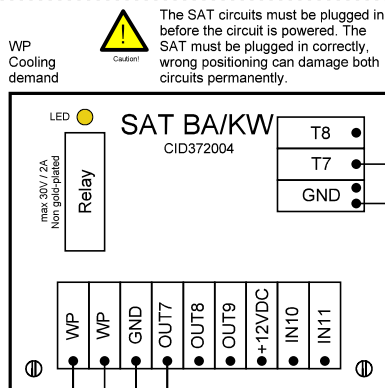 The SAT circuits must be plugged in
before the circuit is powered. The
SAT must be plugged in correctly,
wrong positioning can damage both
circuits permanently.
!
Caution!
WP
Cooling
demand
LED
SAT BA/KW
CID372004
max 30V / 2A
Non gold-plated
Relay
T8
T7
GND
WP
WP
GND
OUT7
OUT8
OUT9
+12VDC
IN10
IN11